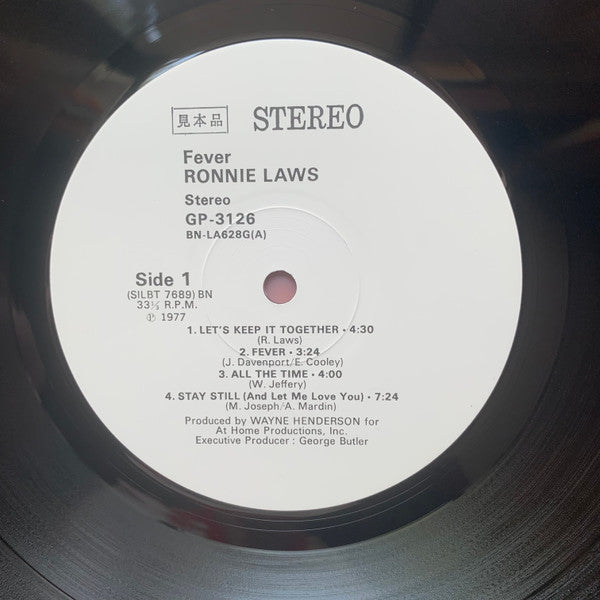 見本品 STEREO
Fever
RONNIE LAWS
Stereo
GP-3126
BN-LA628G(A)
Side 1
(SILBT 7689) BN
33⅓ R.P.M.
℗ 1977
1. LET'S KEEP IT TOGETHER • 4:30
(R. Laws)
2. FEVER • 3:24
(J. Davenport/E. Cooley)
3. ALL THE TIME • 4:00
(W. Jeffery)
4. STAY STILL (And Let Me Love You) • 7:24
(M. Joseph/A. Mardin)
Produced by WAYNE HENDERSON for
At Home Productions, Inc.
Executive Producer : George Butler